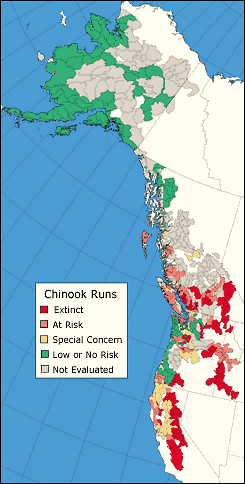 Chinook Runs
Extinct
At Risk
Special Concern
Low or No Risk
Not Evaluated